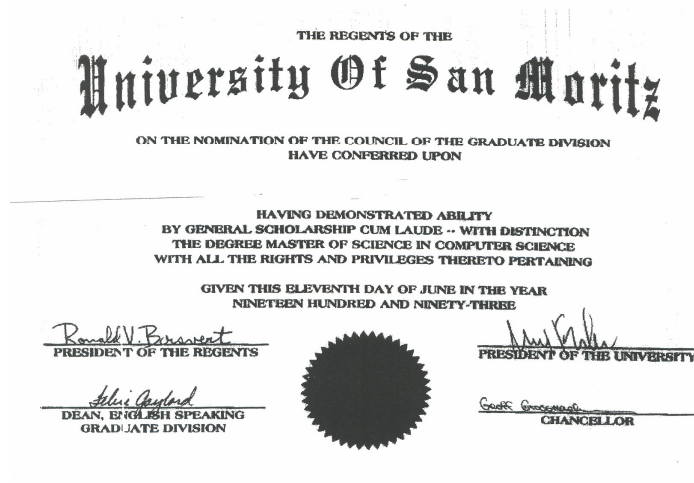 THE REGENTS OF THE
University Of San Moritz
ON THE NOMINATION OF THE COUNCIL OF THE GRADUATE DIVISION
HAVE CONFERRED UPON
HAVING DEMONSTRATED ABILITY
BY GENERAL SCHOLARSHIP CUM LAUDE -- WITH DISTINCTION
THE DEGREE MASTER OF SCIENCE IN COMPUTER SCIENCE
WITH ALL THE RIGHTS AND PRIVILEGES THERETO PERTAINING
GIVEN THIS ELEVENTH DAY OF JUNE IN THE YEAR
NINETEEN HUNDRED AND NINETY-THREE
Ronald V.
PRESIDENT OF THE REGENTS
PRESIDENT OF THE UNIVERSITY
Gaylord
DEAN, ENGLISH SPEAKING
GRADUATE DIVISION
Geoff
CHANCELLOR